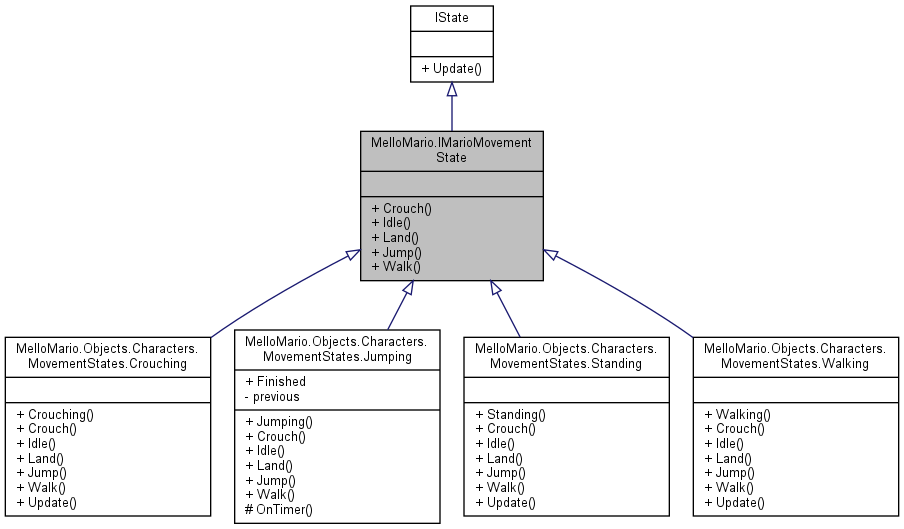 IState
+ Update()
MelloMario.IMarioMovement
State
+ Crouch()
+ Idle()
+ Land()
+ Jump()
+ Walk()
MelloMario.Objects.Characters.
MovementStates.Crouching
+ Crouching()
+ Crouch()
+ Idle()
+ Land()
+ Jump()
+ Walk()
+ Update()
MelloMario.Objects.Characters.
MovementStates.Jumping
+ Finished
- previous
+ Jumping()
+ Crouch()
+ Idle()
+ Land()
+ Jump()
+ Walk()
# OnTimer()
MelloMario.Objects.Characters.
MovementStates.Standing
+ Standing()
+ Crouch()
+ Idle()
+ Land()
+ Jump()
+ Walk()
+ Update()
MelloMario.Objects.Characters.
MovementStates.Walking
+ Walking()
+ Crouch()
+ Idle()
+ Land()
+ Jump()
+ Walk()
+ Update()